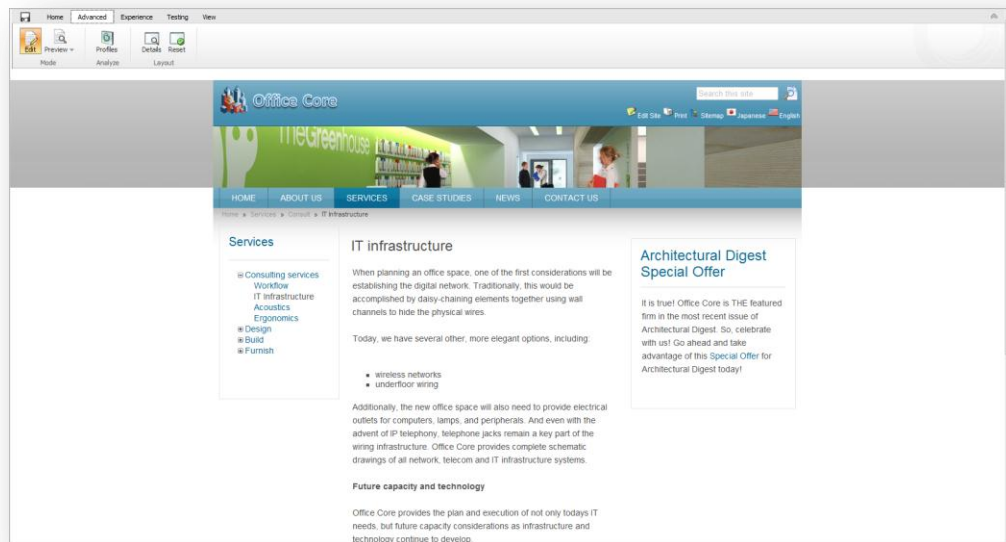 Home Advanced Experience Testing View
Edit Preview Profiles Details Reset
Mode Analyze Layout
Office Core
Search this site
Edit Site Print Sitemap Japanese English
TheGreenhouse
HOME ABOUT US SERVICES CASE STUDIES NEWS CONTACT US
Home » Services » Consult » IT Infrastructure
Services
Consulting services
Workflow
IT Infrastructure
Acoustics
Ergonomics
Design
Build
Furnish
IT infrastructure
When planning an office space, one of the first considerations will be
establishing the digital network. Traditionally, this would be
accomplished by daisy-chaining elements together using wall
channels to hide the physical wires.
Today, we have several other, more elegant options, including:
wireless networks
underfloor wiring
Additionally, the new office space will also need to provide electrical
outlets for computers, lamps, and peripherals. And even with the
advent of IP telephony, telephone jacks remain a key part of the
wiring infrastructure. Office Core provides complete schematic
drawings of all network, telecom and IT infrastructure systems.
Future capacity and technology
Office Core provides the plan and execution of not only todays IT
needs, but future capacity considerations as infrastructure and
technology continue to develop.
Architectural Digest
Special Offer
It is true! Office Core is THE featured
firm in the most recent issue of
Architectural Digest. So, celebrate
with us! Go ahead and take
advantage of this Special Offer for
Architectural Digest today!